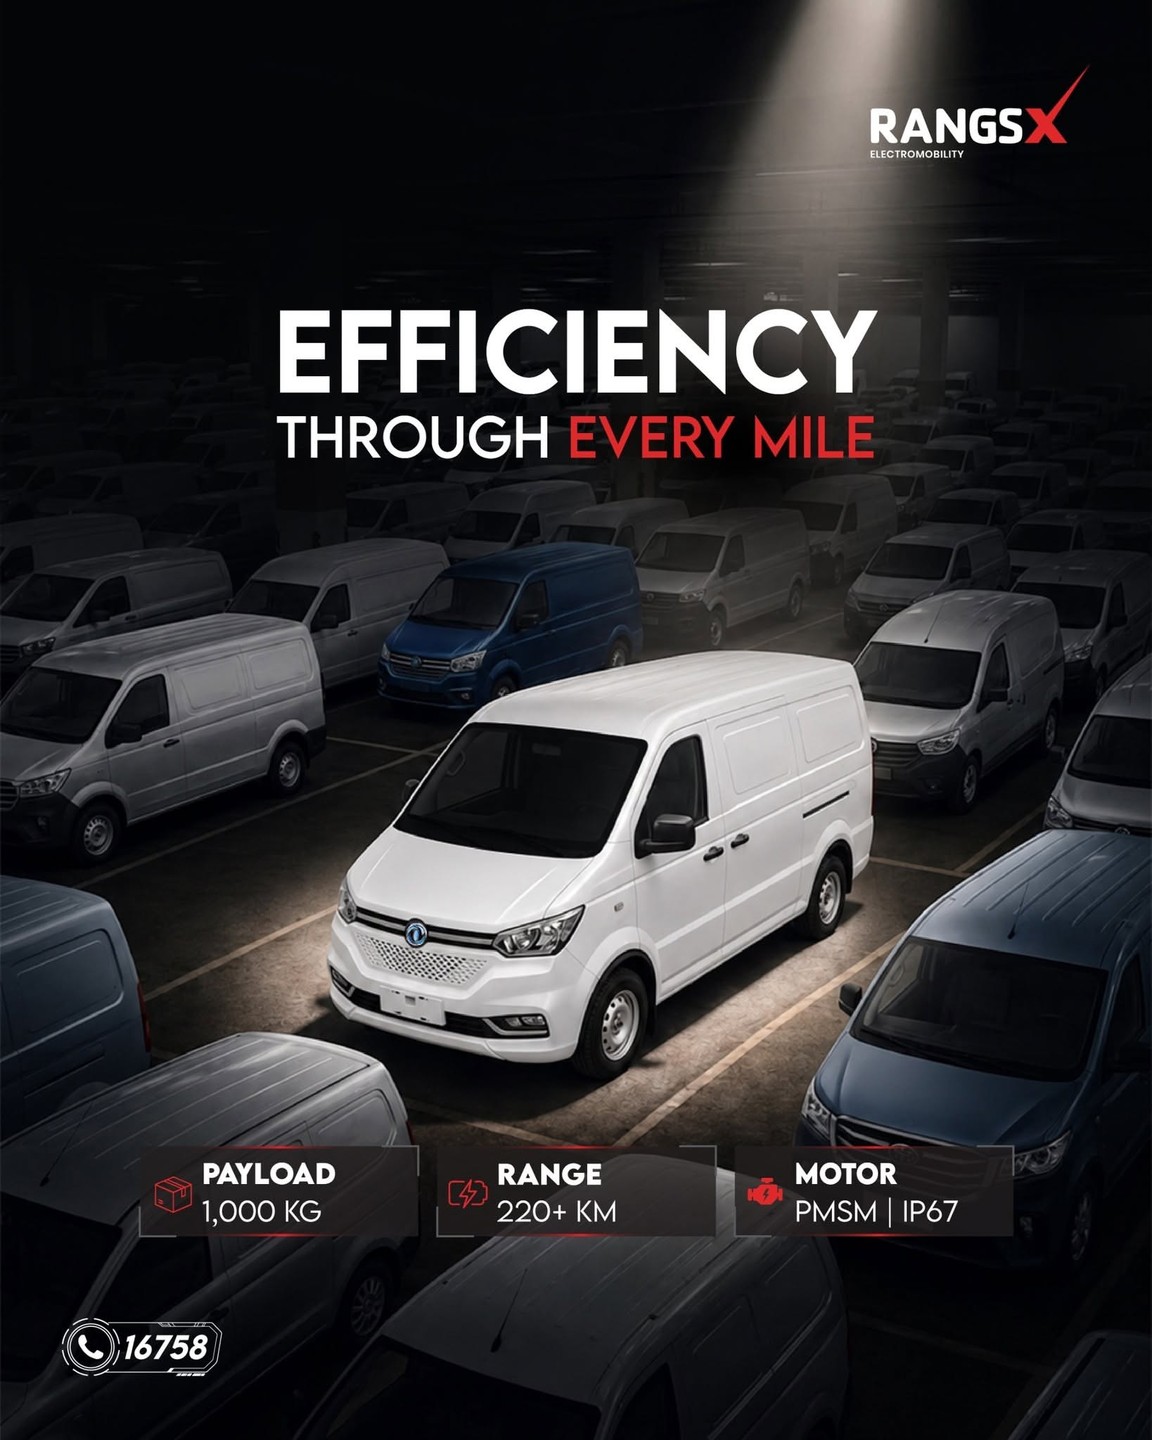 RANGSX
ELECTROMOBILITY
EFFICIENCY
THROUGH EVERY MILE
PAYLOAD
1,000 KG
RANGE
220+ KM
MOTOR
PMSM | IP67
16758